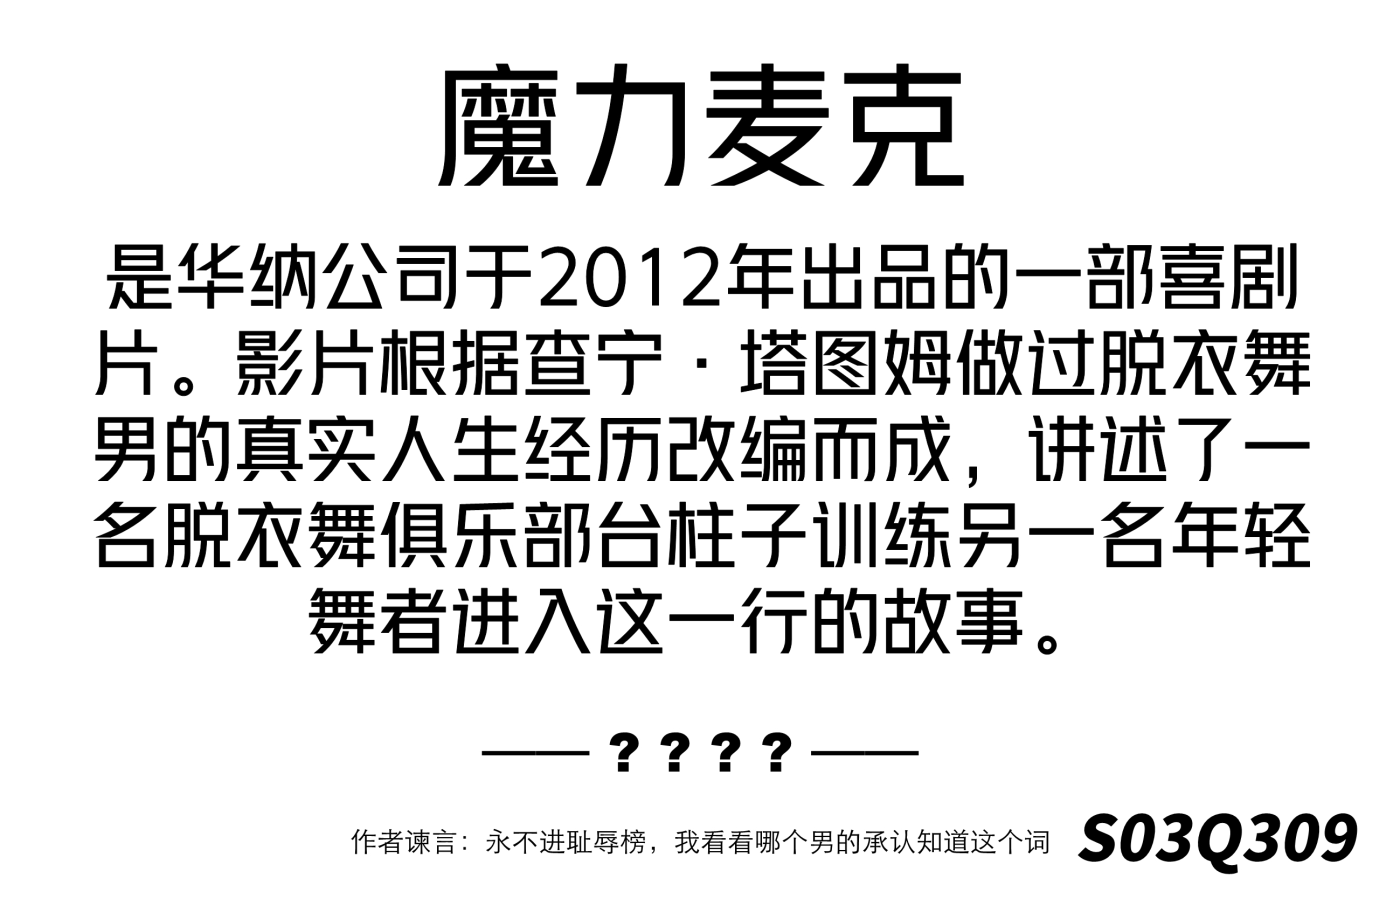 魔力麦克
是华纳公司于2012年出品的一部喜剧
片。影片根据查宁·塔图姆做过脱衣舞
男的真实人生经历改编而成，讲述了一
名脱衣舞俱乐部台柱子训练另一名年轻
舞者进入这一行的故事。
——？？？？——
作者谏言：永不进耻辱榜，我看看哪个男的承认知道这个词
S03Q309